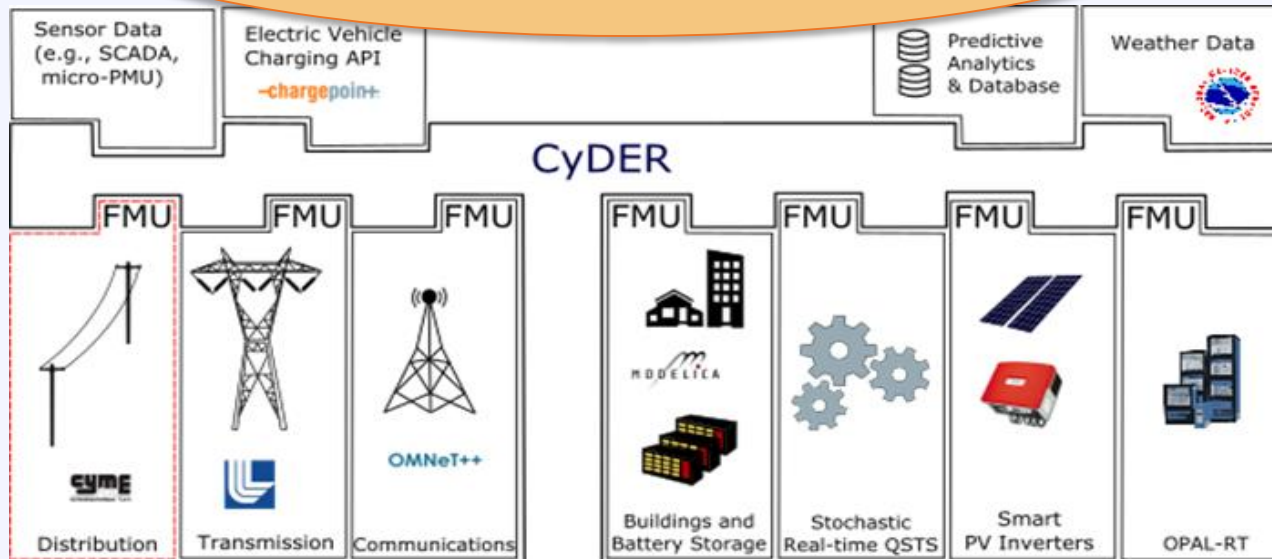 Sensor Data
(e.g., SCADA,
micro-PMU)
Electric Vehicle
Charging API
-chargepoin+
Predictive
Analytics
& Database
Weather Data
CyDER
FMU
FMU
FMU
FMU
FMU
FMU
FMU
CYME
Distribution
Transmission
OMNeT++
Communications
MODELICA
Buildings and
Battery Storage
Stochastic
Real-time QSTS
Smart
PV Inverters
OPAL-RT